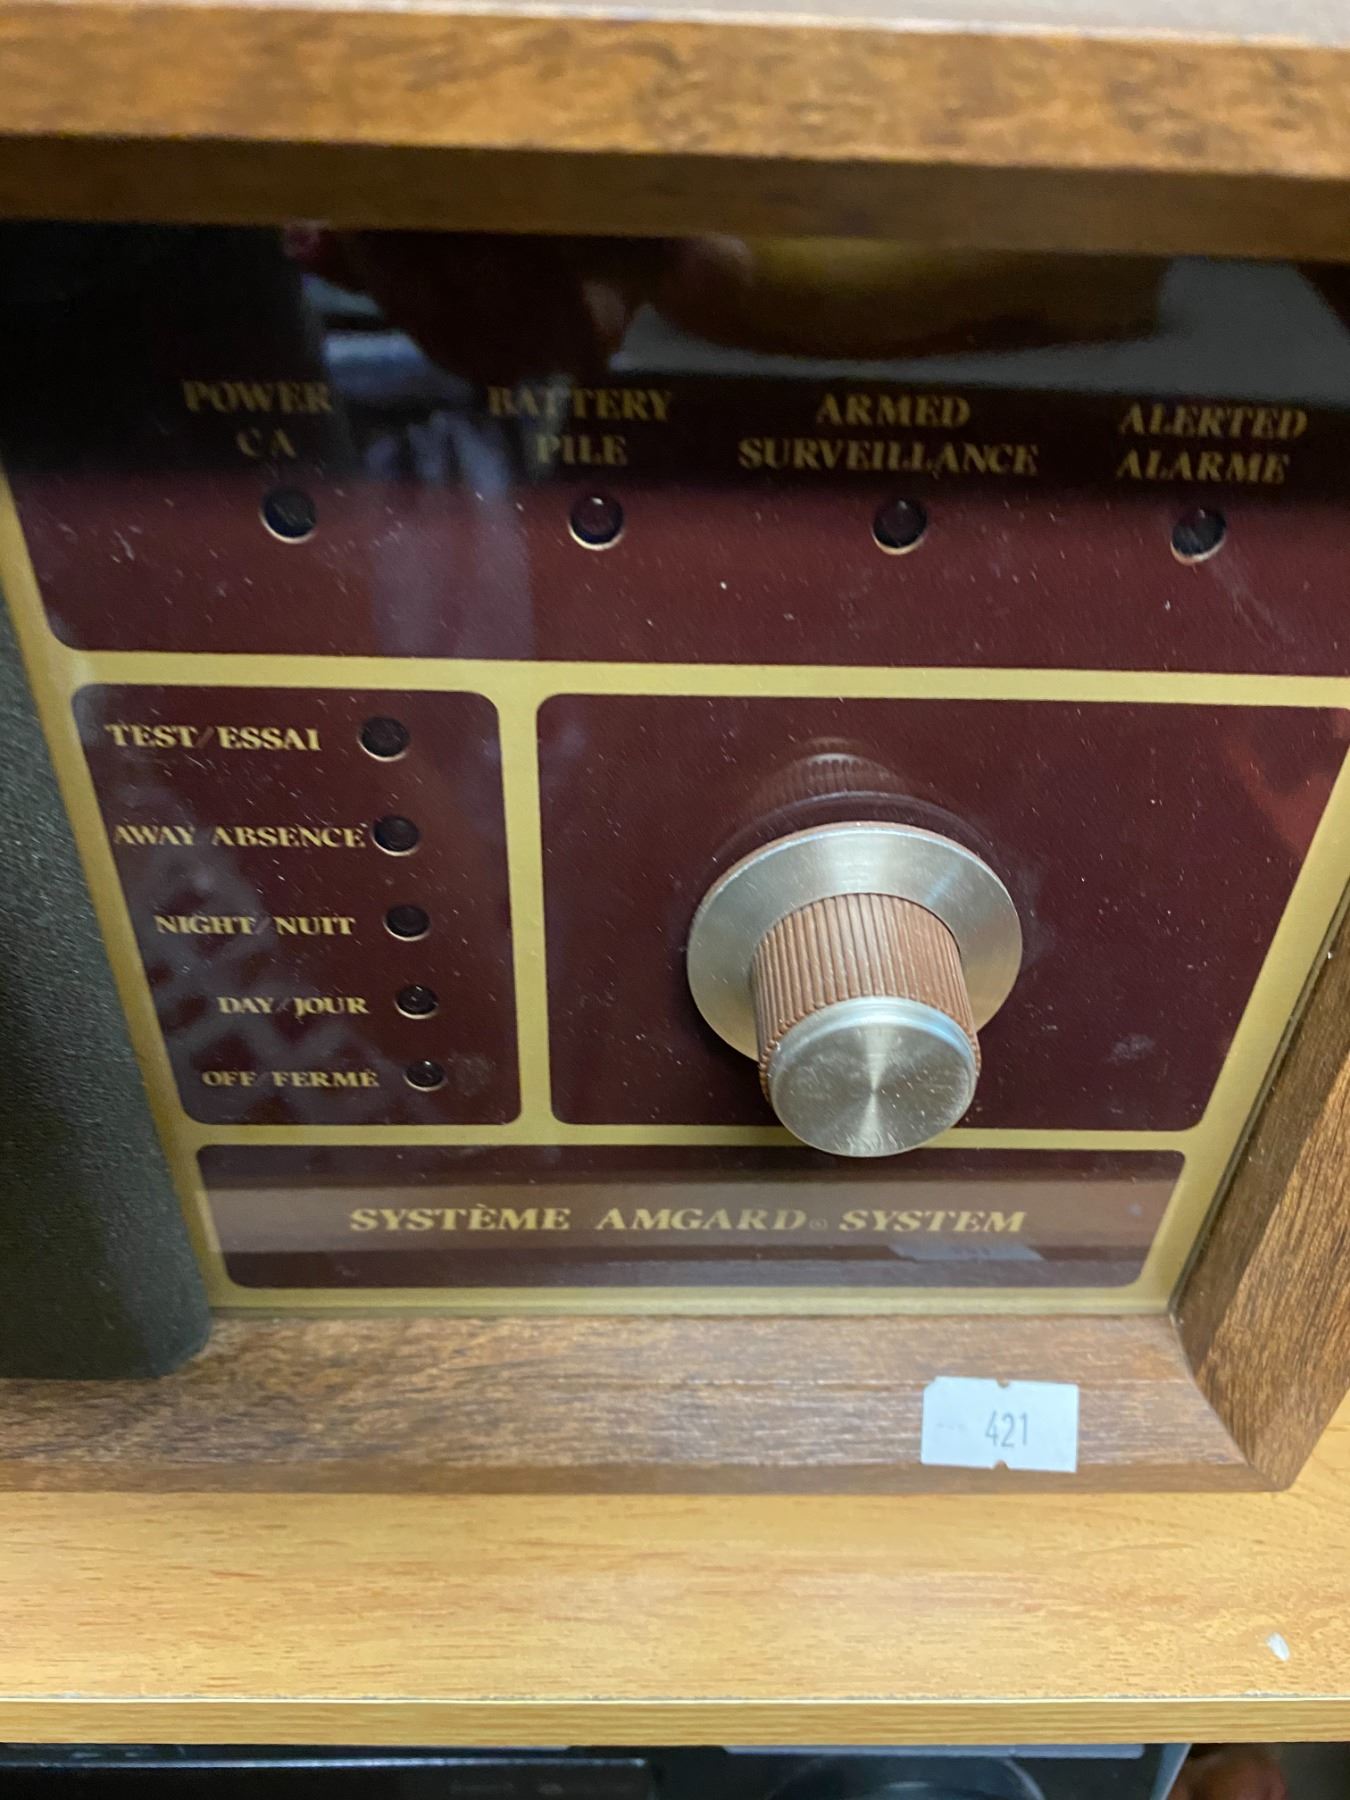 POWER
CA
BATTERY
PILE
ARMED
SURVEILLANCE
ALERTED
ALARME
TEST/ESSAI
AWAY/ABSENCE
NIGHT/NUIT
DAY/JOUR
OFF/FERMÉ
SYSTÈME AMGARD® SYSTEM
421